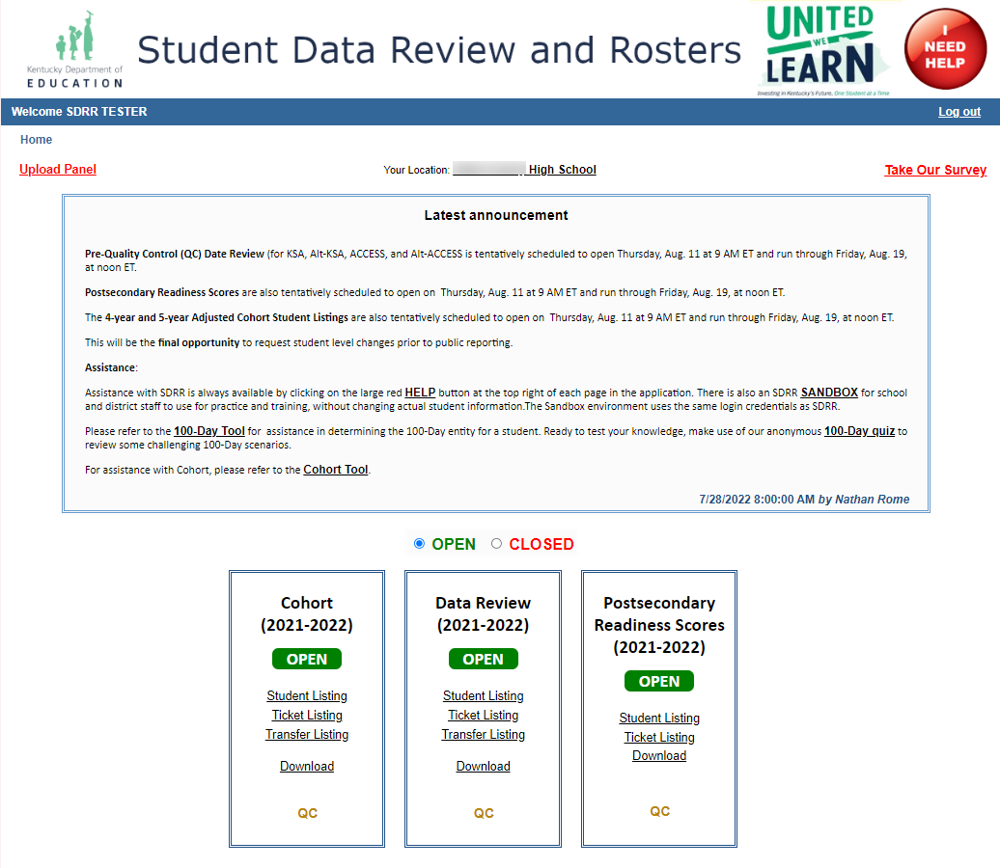 Kentucky Department of
EDUCATION
Student Data Review and Rosters
UNITED
WE
LEARN
Investing in Kentucky's Future, One Student at a Time
I
NEED
HELP
Welcome SDRR TESTER
Log out
Home
Upload Panel
Your Location: High School
Take Our Survey
Latest announcement
Pre-Quality Control (QC) Date Review (for KSA, Alt-KSA, ACCESS, and Alt-ACCESS is tentatively scheduled to open Thursday, Aug. 11 at 9 AM ET and run through Friday, Aug. 19,
at noon ET.
Postsecondary Readiness Scores are also tentatively scheduled to open on Thursday, Aug. 11 at 9 AM ET and run through Friday, Aug. 19, at noon ET.
The 4-year and 5-year Adjusted Cohort Student Listings are also tentatively scheduled to open on Thursday, Aug. 11 at 9 AM ET and run through Friday, Aug. 19, at noon ET.
This will be the final opportunity to request student level changes prior to public reporting.
Assistance:
Assistance with SDRR is always available by clicking on the large red HELP button at the top right of each page in the application. There is also an SDRR SANDBOX for school
and district staff to use for practice and training, without changing actual student information.The Sandbox environment uses the same login credentials as SDRR.
Please refer to the 100-Day Tool for assistance in determining the 100-Day entity for a student. Ready to test your knowledge, make use of our anonymous 100-Day quiz to
review some challenging 100-Day scenarios.
For assistance with Cohort, please refer to the Cohort Tool.
7/28/2022 8:00:00 AM by Nathan Rome
OPEN CLOSED
Cohort
(2021-2022)
OPEN
Student Listing
Ticket Listing
Transfer Listing
Download
QC
Data Review
(2021-2022)
OPEN
Student Listing
Ticket Listing
Transfer Listing
Download
QC
Postsecondary
Readiness Scores
(2021-2022)
OPEN
Student Listing
Ticket Listing
Download
QC